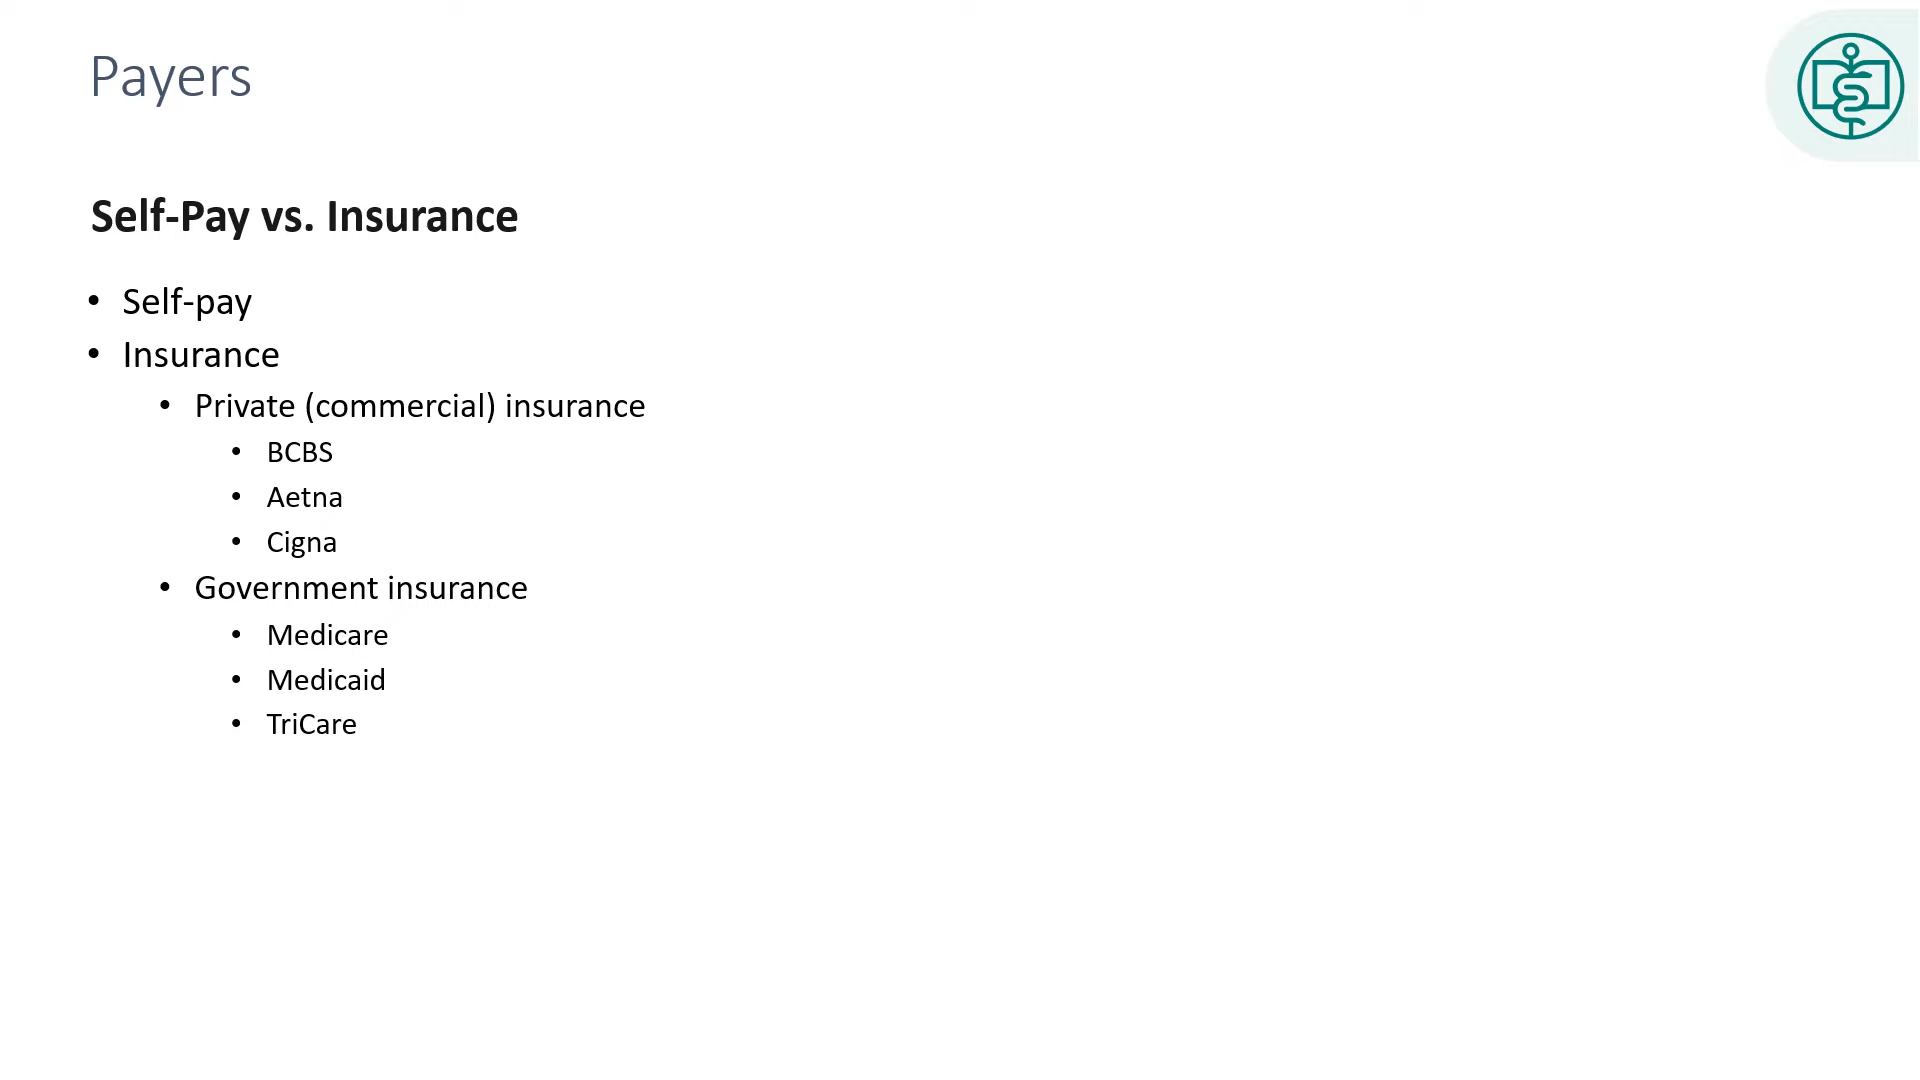 Payers
Self-Pay vs. Insurance
• Self-pay
• Insurance
• Private (commercial) insurance
• BCBS
• Aetna
• Cigna
• Government insurance
• Medicare
• Medicaid
• TriCare